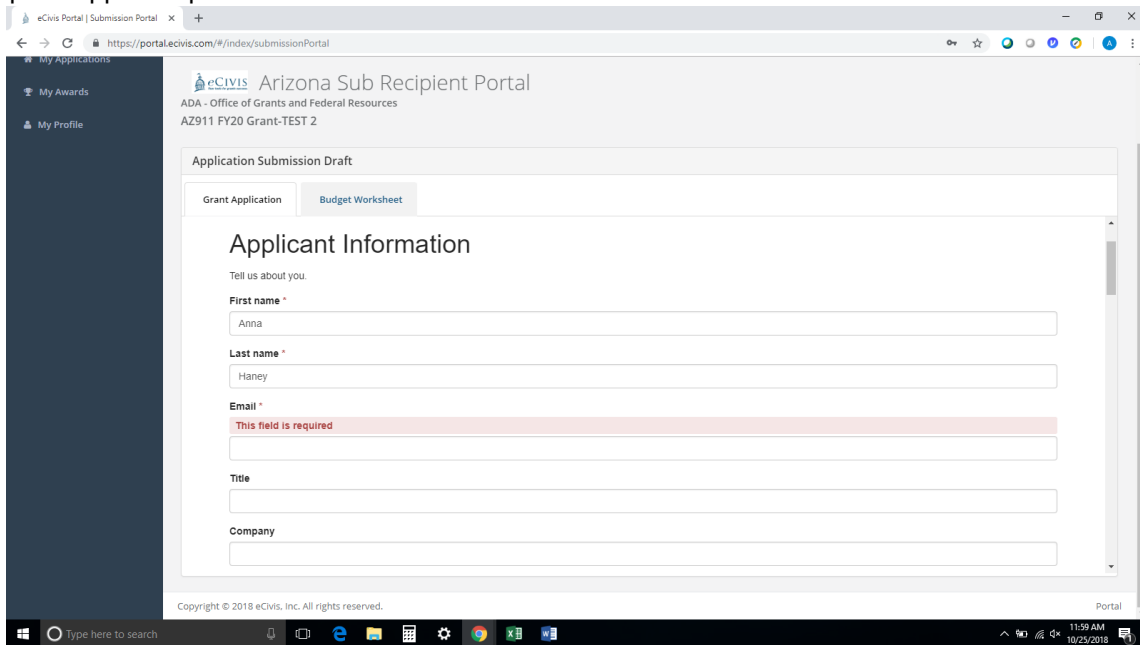 eCivis Portal | Submission Portal
https://portal.ecivis.com/#/index/submissionPortal
A
My Applications
My Awards
My Profile
eCIVIS Arizona Sub Recipient Portal
ADA - Office of Grants and Federal Resources
AZ911 FY20 Grant-TEST 2
Application Submission Draft
Grant Application Budget Worksheet
Applicant Information
Tell us about you.
First name *
Anna
Last name *
Haney
Email *
This field is required
Title
Company
Copyright © 2018 eCivis, Inc. All rights reserved. Portal
Type here to search
11:59 AM
10/25/2018